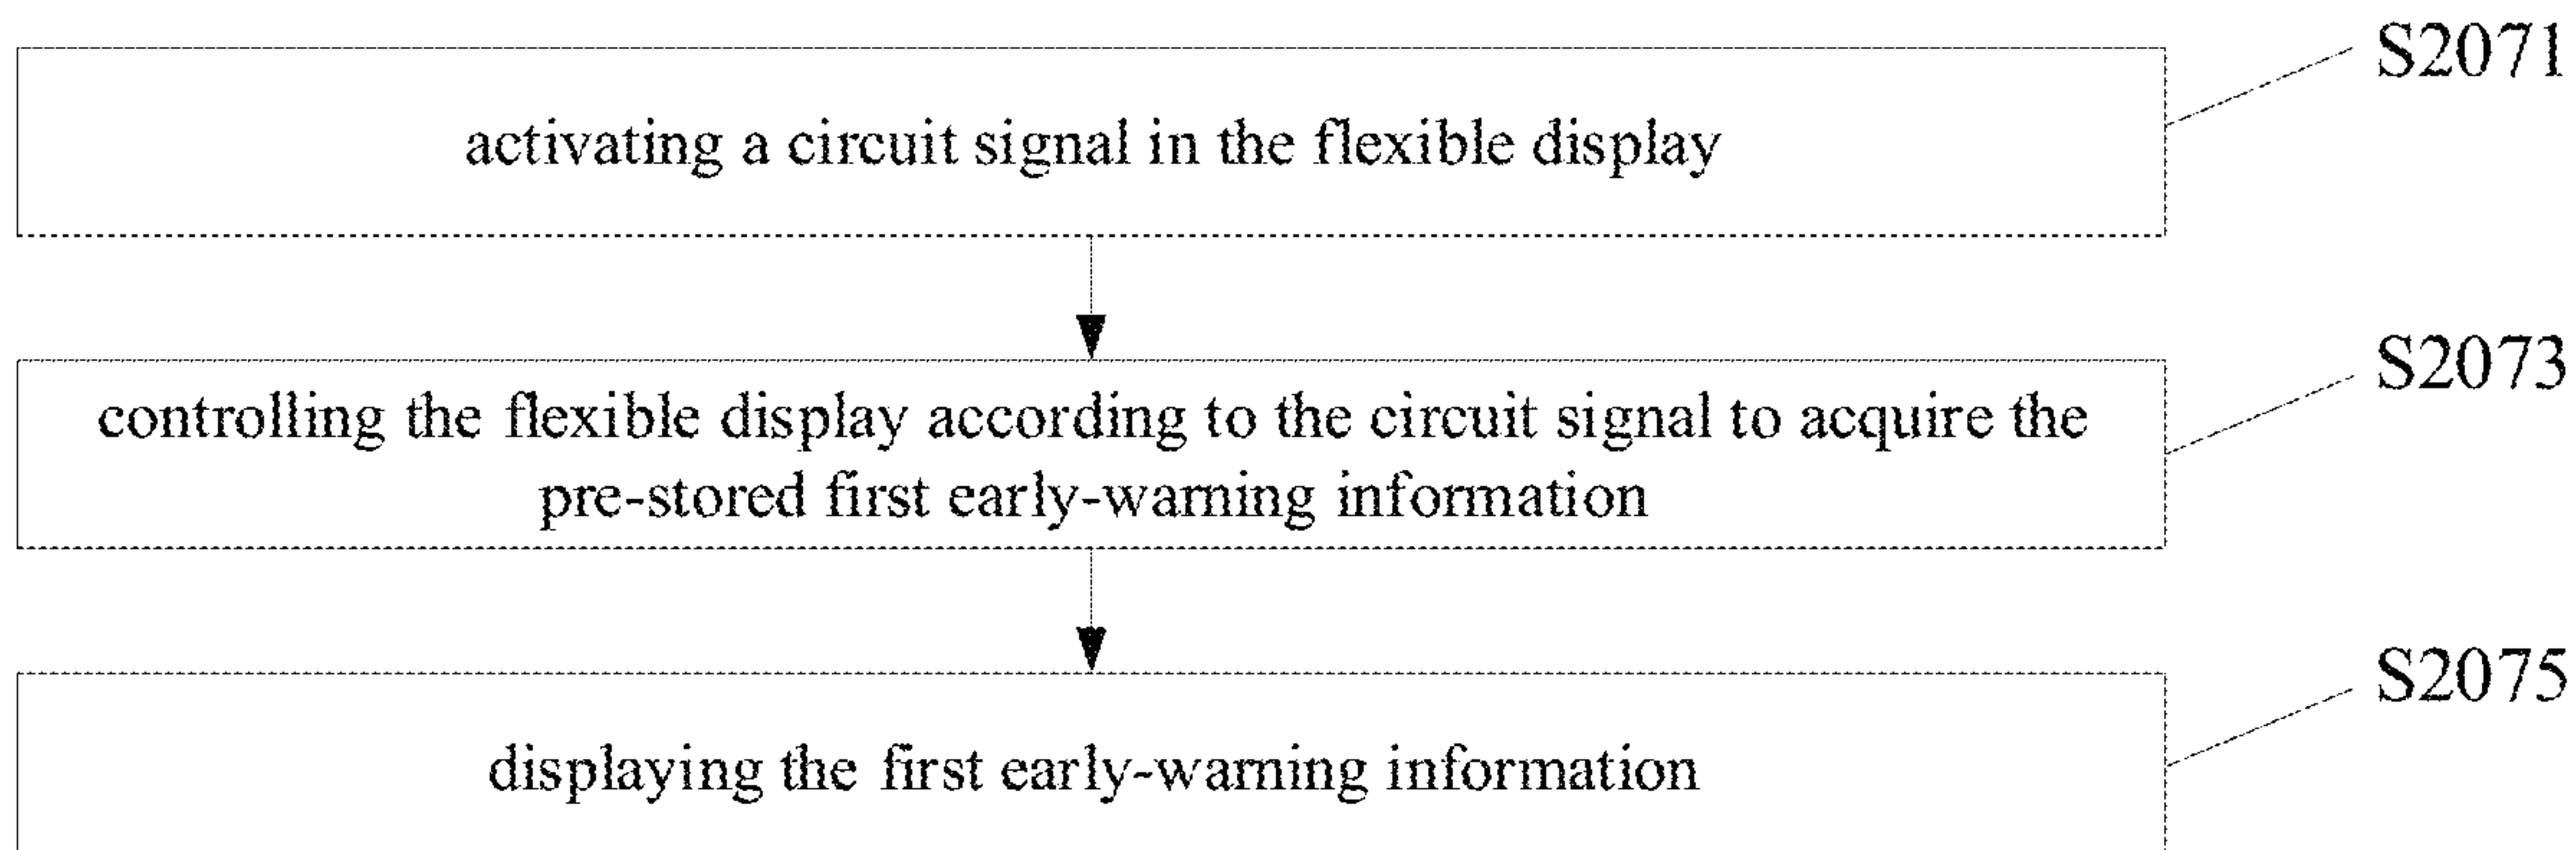 S2071
activating a circuit signal in the flexible display
S2073
controlling the flexible display according to the circuit signal to acquire the
pre-stored first early-warning information
S2075
displaying the first early-warning information